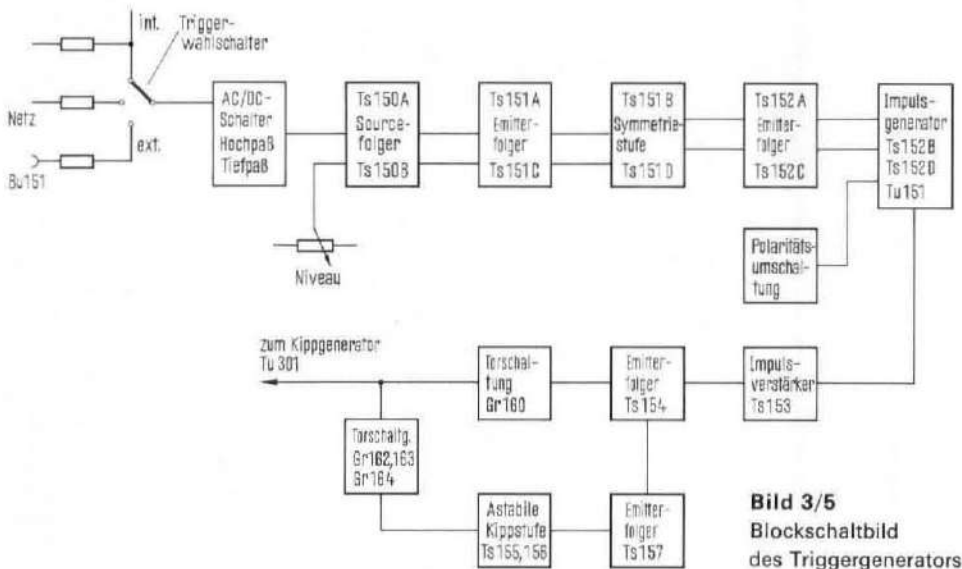 int.
Trigger-
wahlschalter
Netz
ext.
Bu151
AC/DC-
Schalter
Hochpaß
Tiefpaß
Ts150A
Source-
folger
Ts150B
Niveau
Ts151A
Emitter-
folger
Ts151C
Ts151B
Symmetrie-
stufe
Ts151D
Ts152A
Emitter-
folger
Ts152C
Impuls-
generator
Ts152B
Ts152D
Tu151
Polaritäts-
umschal-
tung
zum Kippgenerator
Tu 301
Torschal-
tung
Gr160
Emitter-
folger
Ts154
Impuls-
verstärker
Ts153
Torschaltg.
Gr162,163
Gr164
Astabile
Kippstufe
Ts155,156
Emitter-
folger
Ts157
Bild 3/5
Blockschaltbild
des Triggergenerators